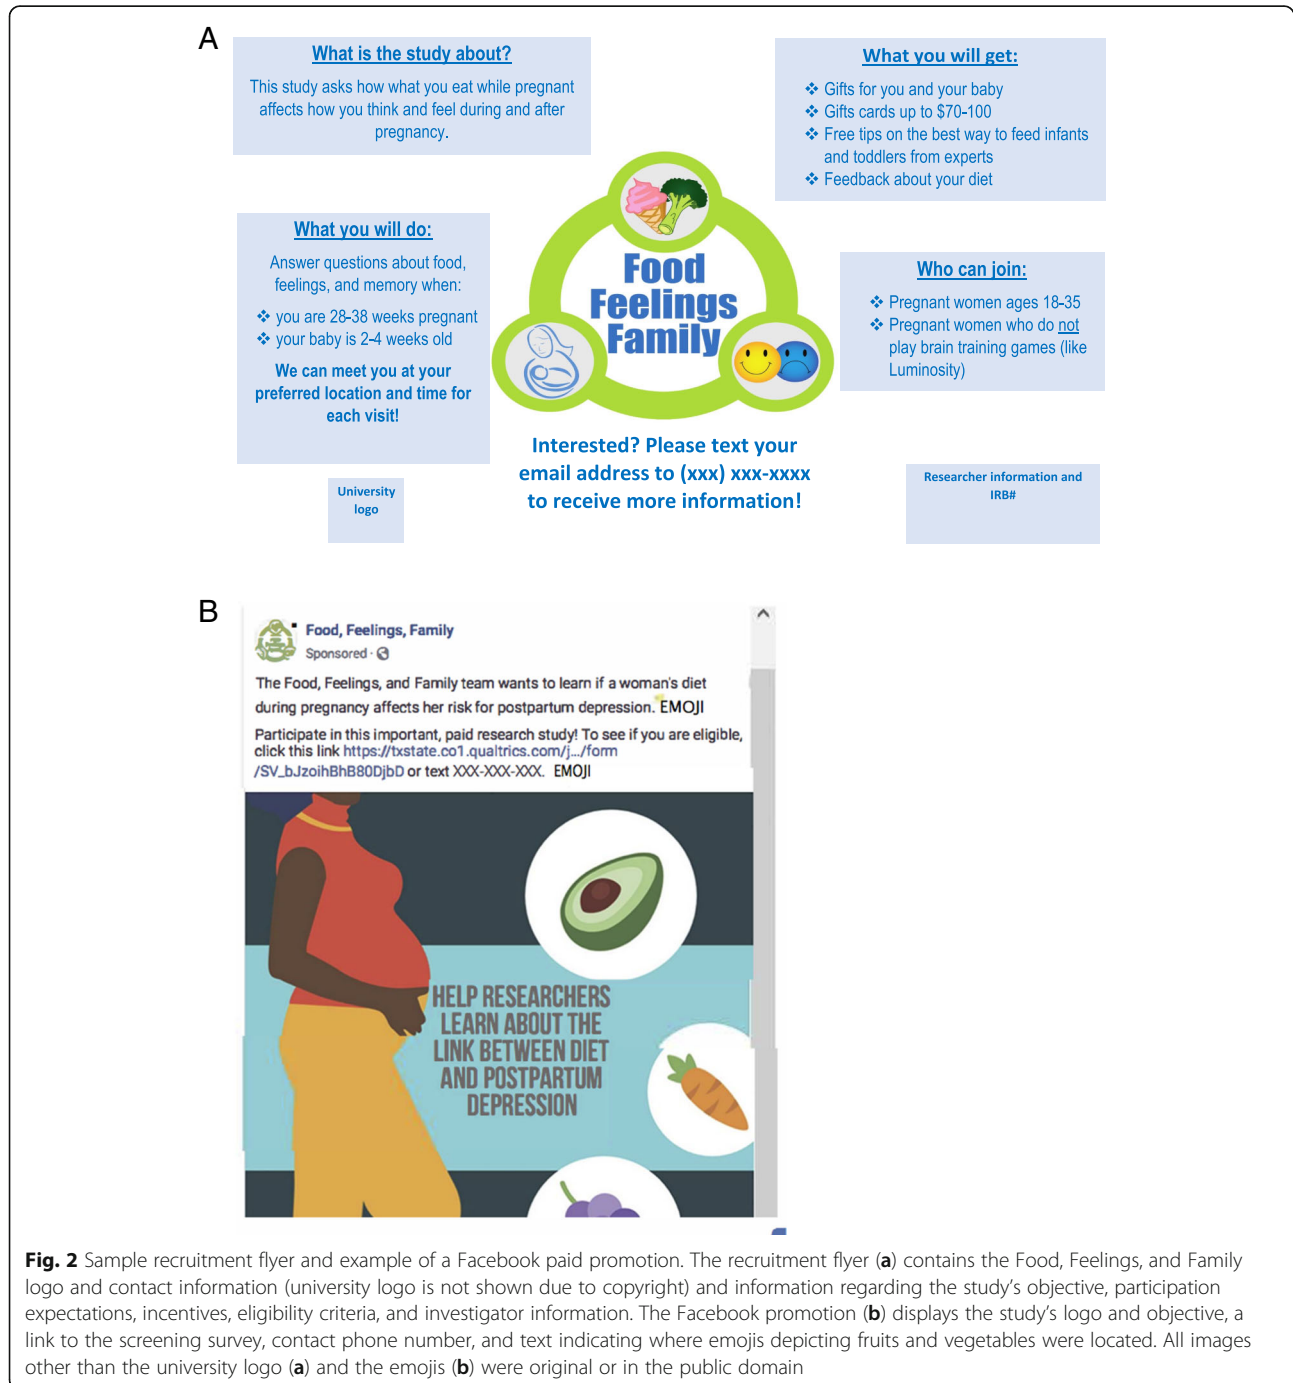 A
What is the study about?
This study asks how what you eat while pregnant
affects how you think and feel during and after
pregnancy.
What you will get:
❖ Gifts for you and your baby
❖ Gifts cards up to $70-100
❖ Free tips on the best way to feed infants
and toddlers from experts
❖ Feedback about your diet
What you will do:
Answer questions about food,
feelings, and memory when:
❖ you are 28-38 weeks pregnant
❖ your baby is 2-4 weeks old
We can meet you at your
preferred location and time for
each visit!
Food
Feelings
Family
Who can join:
❖ Pregnant women ages 18-35
❖ Pregnant women who do not
play brain training games (like
Luminosity)
Interested? Please text your
email address to (xxx) xxx-xxxx
to receive more information!
University
logo
Researcher information and
IRB#
B
Food, Feelings, Family
Sponsored ·
The Food, Feelings, and Family team wants to learn if a woman's diet
during pregnancy affects her risk for postpartum depression. EMOJI
Participate in this important, paid research study! To see if you are eligible,
click this link https://txstate.co1.qualtrics.com/j.../form
/SV_bJzoihBhB80DjbD or text XXX-XXX-XXX. EMOJI
HELP RESEARCHERS
LEARN ABOUT THE
LINK BETWEEN DIET
AND POSTPARTUM
DEPRESSION
Fig. 2 Sample recruitment flyer and example of a Facebook paid promotion. The recruitment flyer (a) contains the Food, Feelings, and Family
logo and contact information (university logo is not shown due to copyright) and information regarding the study's objective, participation
expectations, incentives, eligibility criteria, and investigator information. The Facebook promotion (b) displays the study's logo and objective, a
link to the screening survey, contact phone number, and text indicating where emojis depicting fruits and vegetables were located. All images
other than the university logo (a) and the emojis (b) were original or in the public domain